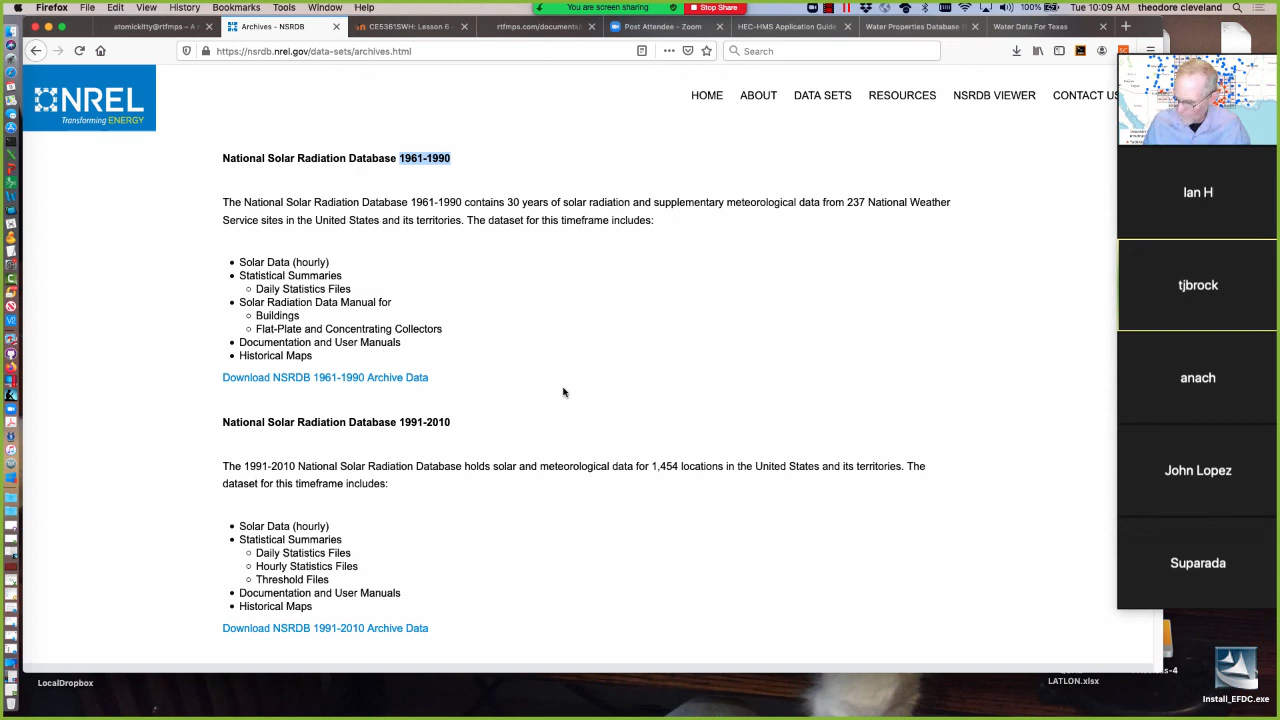 Firefox File Edit View History Bookmarks Tools Window Help
You are screen sharing Stop Share
100% Tue 10:09 AM theodore cleveland
atomickitty@rtfmps: ~
Archives - NSRDB
CE5361SWH: Lesson 6
rtfmps.com/documents/
Post Attendee - Zoom
HEC-HMS Application Guide
Water Properties Database
Water Data For Texas
https://nsrdb.nrel.gov/data-sets/archives.html
Search
NREL
Transforming ENERGY
HOME ABOUT DATA SETS RESOURCES NSRDB VIEWER CONTACT US
National Solar Radiation Database 1961-1990
The National Solar Radiation Database 1961-1990 contains 30 years of solar radiation and supplementary meteorological data from 237 National Weather
Service sites in the United States and its territories. The dataset for this timeframe includes:
Solar Data (hourly)
Statistical Summaries
Daily Statistics Files
Solar Radiation Data Manual for
Buildings
Flat-Plate and Concentrating Collectors
Documentation and User Manuals
Historical Maps
Download NSRDB 1961-1990 Archive Data
National Solar Radiation Database 1991-2010
The 1991-2010 National Solar Radiation Database holds solar and meteorological data for 1,454 locations in the United States and its territories. The
dataset for this timeframe includes:
Solar Data (hourly)
Statistical Summaries
Daily Statistics Files
Hourly Statistics Files
Threshold Files
Documentation and User Manuals
Historical Maps
Download NSRDB 1991-2010 Archive Data
Ian H
tjbrock
anach
John Lopez
Suparada
LocalDropbox
s-4
LATLON.xlsx
Install_EFDC.exe